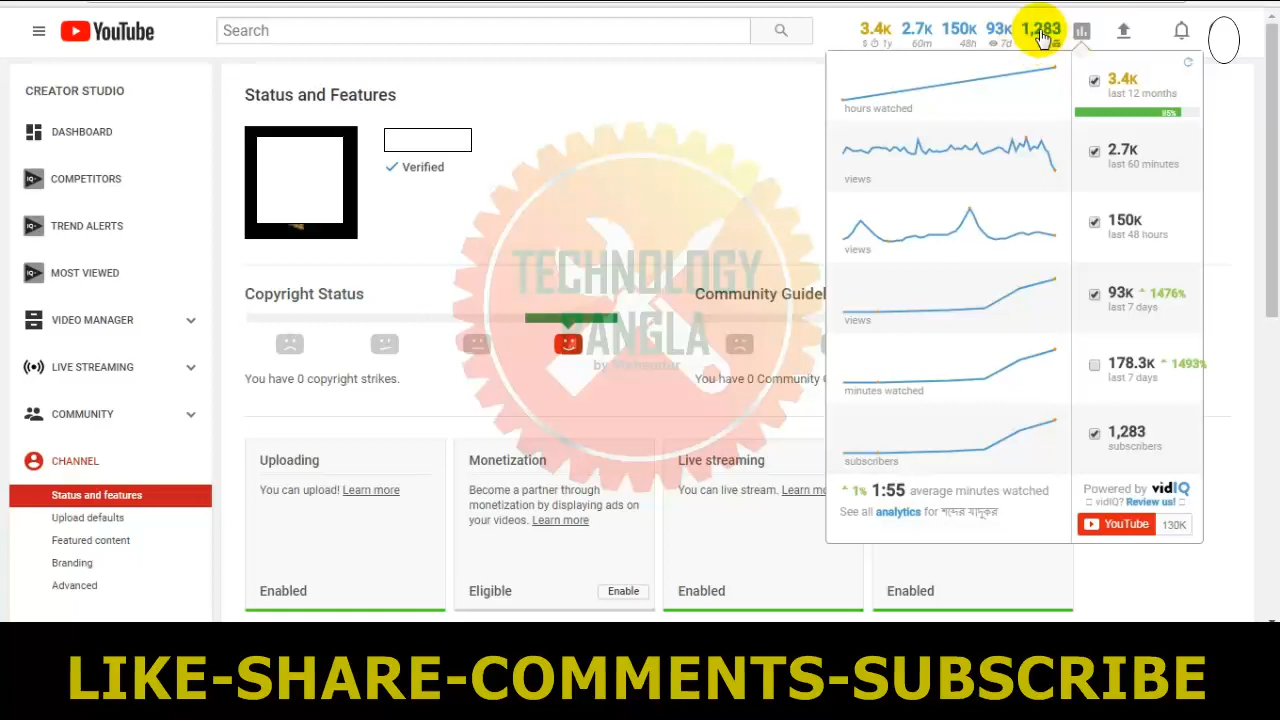 YouTube
Search
3.4K 2.7K 150K 93K 1,283
1y 60m 48h 7d
CREATOR STUDIO
DASHBOARD
COMPETITORS
TREND ALERTS
MOST VIEWED
VIDEO MANAGER
LIVE STREAMING
COMMUNITY
CHANNEL
Status and features
Upload defaults
Featured content
Branding
Advanced
Status and Features
Verified
TECHNOLOGY
BANGLA
Copyright Status
You have 0 copyright strikes.
Community Guidel
You have 0 Community
Uploading
You can upload! Learn more
Enabled
Monetization
Become a partner through
monetization by displaying ads on
your videos. Learn more
Eligible
Enable
Live streaming
You can live stream. Learn
Enabled
Enabled
hours watched
3.4K
last 12 months
85%
views
2.7K
last 60 minutes
views
150K
last 48 hours
views
93K 1476%
last 7 days
minutes watched
178.3K 1493%
last 7 days
subscribers
1,283
subscribers
1% 1:55 average minutes watched
See all analytics for শব্দের যাদুকর
Powered by vidIQ
vidIQ? Review us!
YouTube 130K
LIKE-SHARE-COMMENTS-SUBSCRIBE